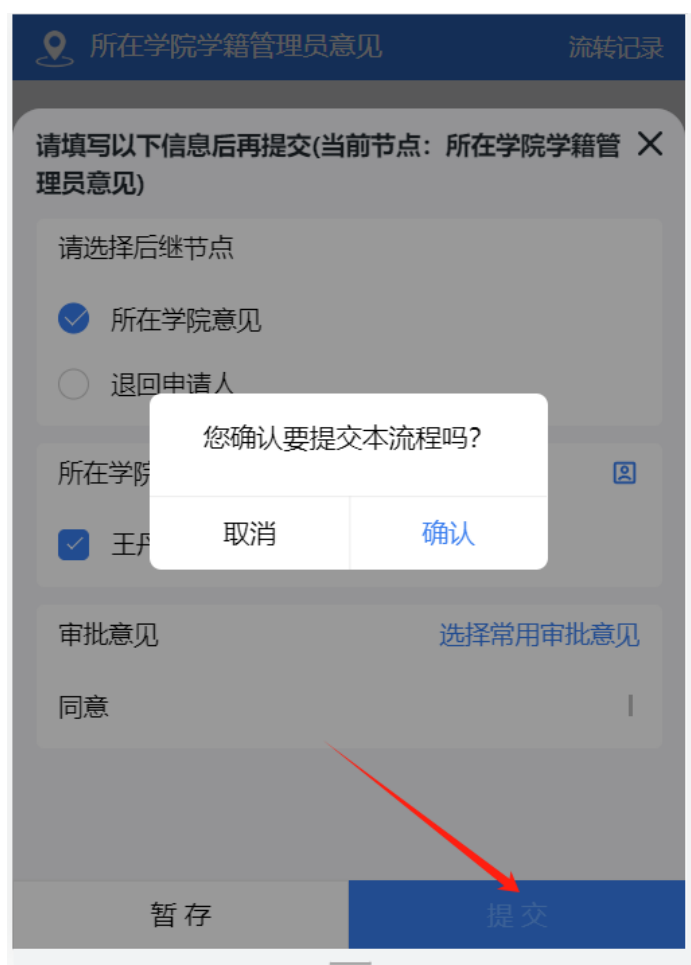 所在学院学籍管理员意见
流转记录
请填写以下信息后再提交(当前节点：所在学院学籍管
理员意见)
请选择后继节点
所在学院意见
退回申请人
您确认要提交本流程吗?
所在学院
取消
确认
王丹
审批意见
选择常用审批意见
同意
暂存
提交